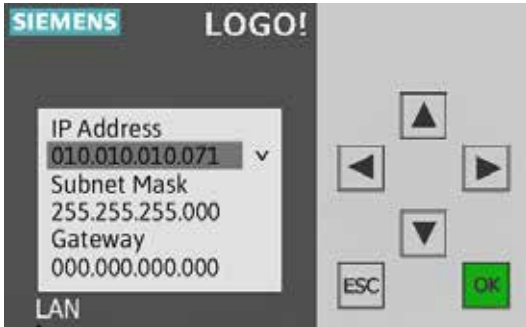 SIEMENS LOGO!
IP Address
010.010.010.071
Subnet Mask
255.255.255.000
Gateway
000.000.000.000
LAN
ESC OK